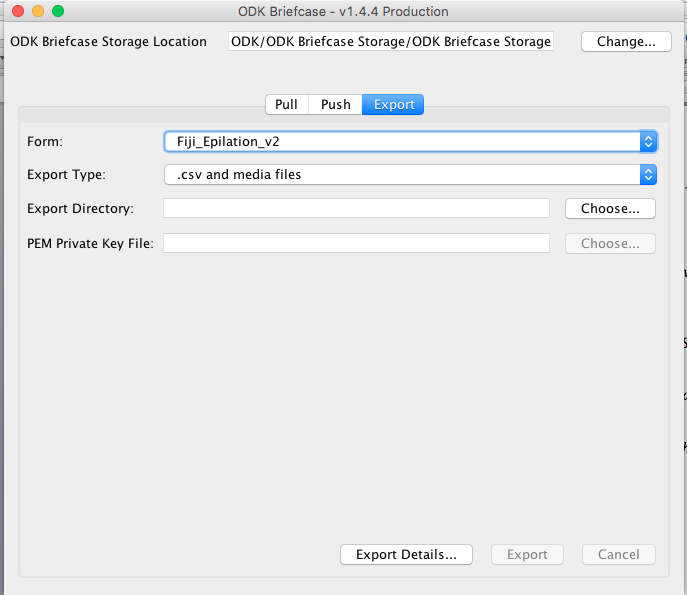 ODK Briefcase - v1.4.4 Production
ODK Briefcase Storage Location ODK/ODK Briefcase Storage/ODK Briefcase Storage Change...
Pull Push Export
Form: Fiji_Epilation_v2
Export Type: .csv and media files
Export Directory: Choose...
PEM Private Key File: Choose...
Export Details... Export Cancel